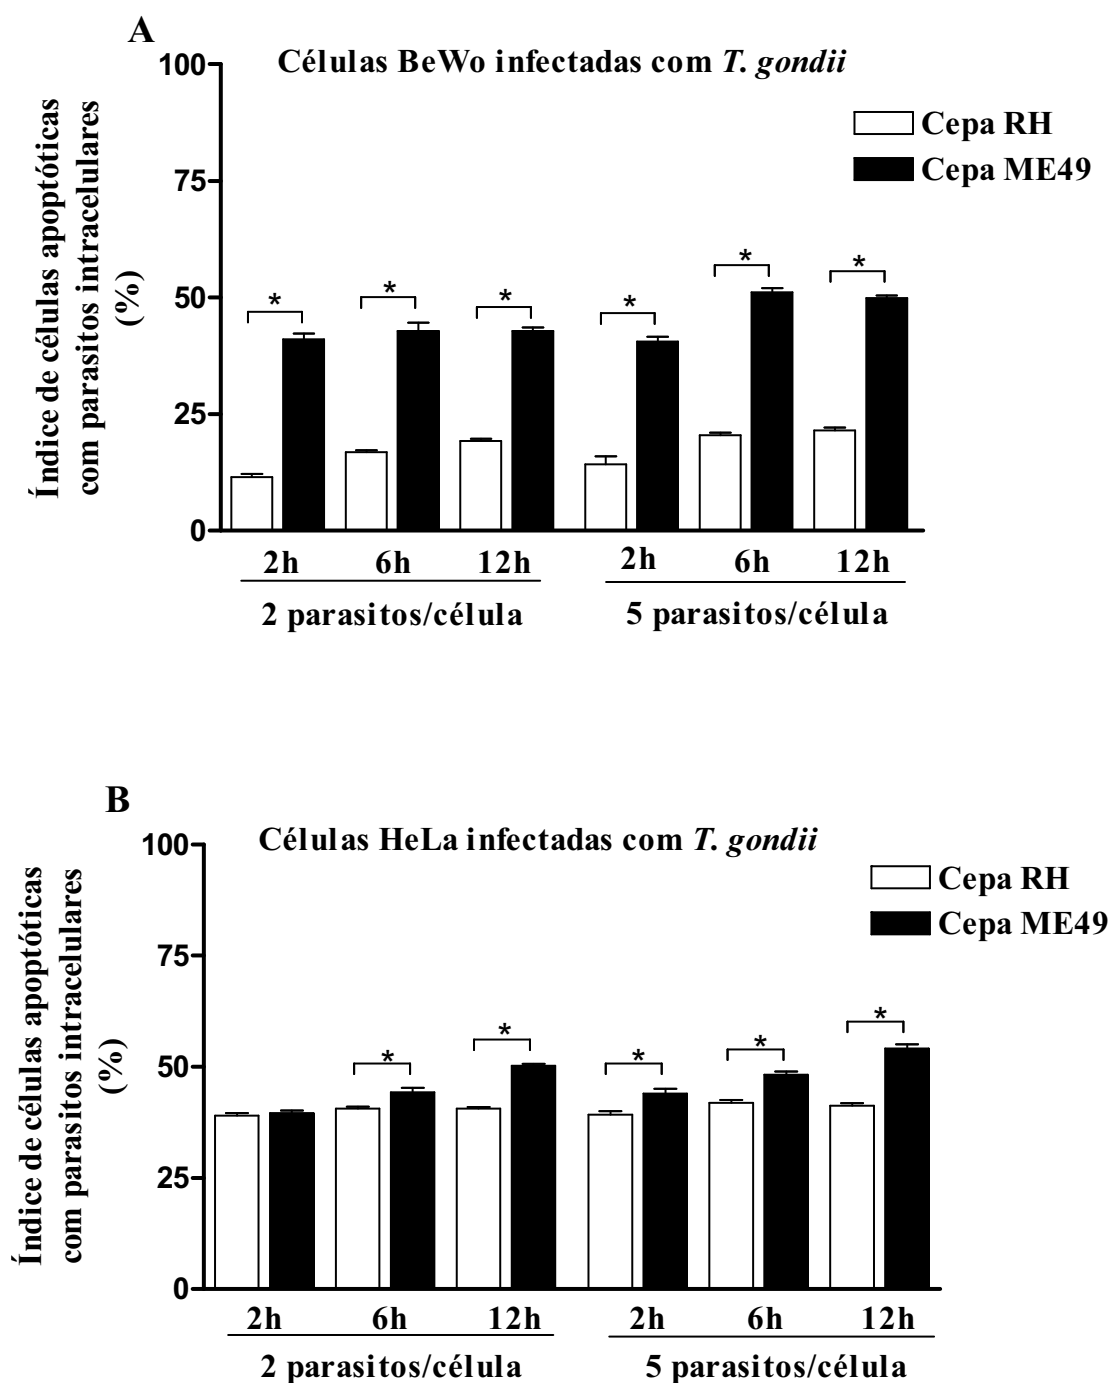 A
Células BeWo infectadas com T. gondii
Índice de células apoptóticas
com parasitos intracelulares
(%)
100
75
50
25
0
Cepa RH
Cepa ME49
* * * * * *
2h 6h 12h 2h 6h 12h
2 parasitos/célula 5 parasitos/célula
B
Células HeLa infectadas com T. gondii
Índice de células apoptóticas
com parasitos intracelulares
(%)
100
75
50
25
0
Cepa RH
Cepa ME49
* * * * *
2h 6h 12h 2h 6h 12h
2 parasitos/célula 5 parasitos/célula